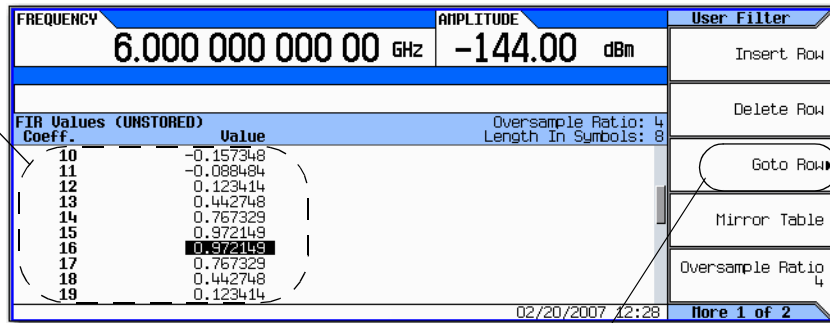 FREQUENCY
6.000 000 000 00 GHz
AMPLITUDE
-144.00 dBm
FIR Values (UNSTORED)
Oversample Ratio: 4
Coeff. Value
Length In Symbols: 8
10 -0.157348
11 -0.088484
12 0.123414
13 0.442748
14 0.767329
15 0.972149
16 0.972149
17 0.767329
18 0.442748
19 0.123414
02/20/2007 12:28
User Filter
Insert Row
Delete Row
Goto Row
Mirror Table
Oversample Ratio
4
More 1 of 2